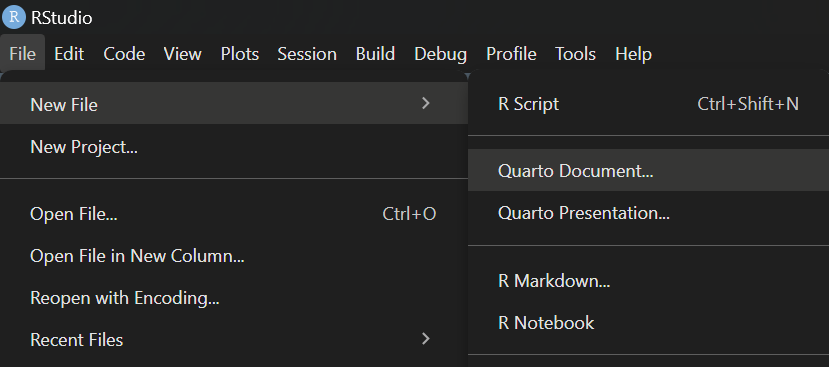 RStudio
File Edit Code View Plots Session Build Debug Profile Tools Help
New File
New Project...
Open File... Ctrl+O
Open File in New Column...
Reopen with Encoding...
Recent Files
R Script Ctrl+Shift+N
Quarto Document...
Quarto Presentation...
R Markdown...
R Notebook